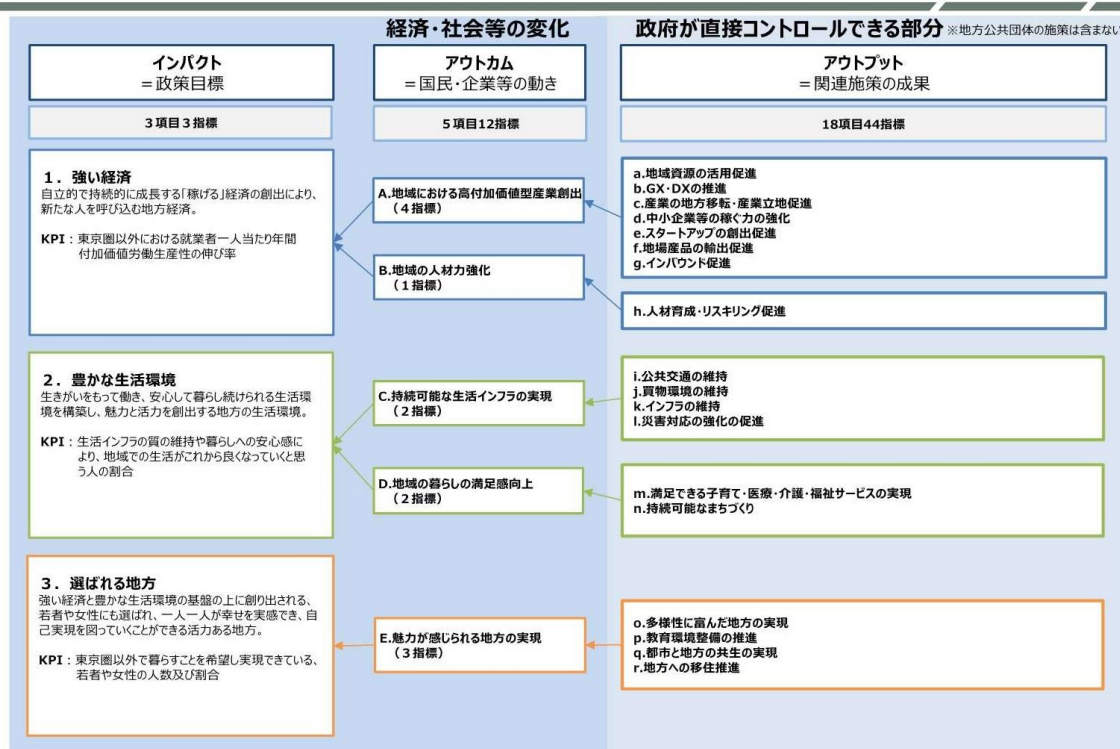 経済・社会等の変化
政府が直接コントロールできる部分 ※地方公共団体の施策は含まない
インパクト
＝政策目標
アウトカム
＝国民・企業等の動き
アウトプット
＝関連施策の成果
3項目3指標
5項目12指標
18項目44指標
1．強い経済
自立的で持続的に成長する「稼げる」経済の創出により、
新たな人を呼び込む地方経済。
KPI：東京圏以外における就業者一人当たり年間
付加価値労働生産性の伸び率
A.地域における高付加価値型産業創出
（4指標）
B.地域の人材力強化
（1指標）
a.地域資源の活用促進
b.GX・DXの推進
c.産業の地方移転・産業立地促進
d.中小企業等の稼ぐ力の強化
e.スタートアップの創出促進
f.地場産品の輸出促進
g.インバウンド促進
h.人材育成・リスキリング促進
2．豊かな生活環境
生きがいをもって働き、安心して暮らし続けられる生活環
境を構築し、魅力と活力を創出する地方の生活環境。
KPI：生活インフラの質の維持や暮らしへの安心感に
より、地域での生活がこれから良くなっていくと思
う人の割合
C.持続可能な生活インフラの実現
（2指標）
D.地域の暮らしの満足感向上
（2指標）
i.公共交通の維持
j.買物環境の維持
k.インフラの維持
l.災害対応の強化の促進
m.満足できる子育て・医療・介護・福祉サービスの実現
n.持続可能なまちづくり
3．選ばれる地方
強い経済と豊かな生活環境の基盤の上に創り出される、
若者や女性にも選ばれ、一人一人が幸せを実感でき、自
己実現を図っていくことができる活力ある地方。
KPI：東京圏以外で暮らすことを希望し実現できている、
若者や女性の人数及び割合
E.魅力が感じられる地方の実現
（3指標）
o.多様性に富んだ地方の実現
p.教育環境整備の推進
q.都市と地方の共生の実現
r.地方への移住推進